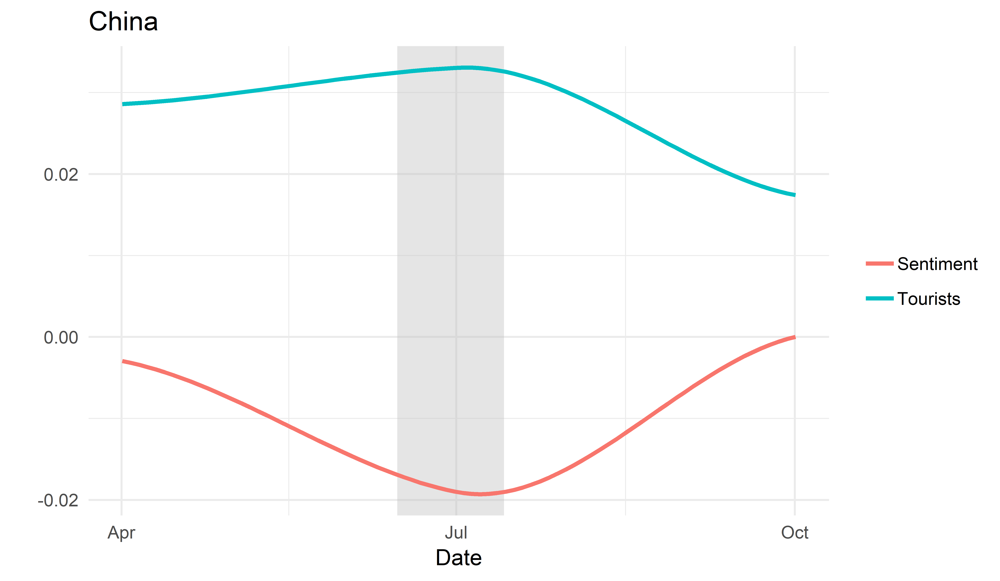 China
0.02
0.00
-0.02
Apr
Jul
Oct
Date
Sentiment
Tourists